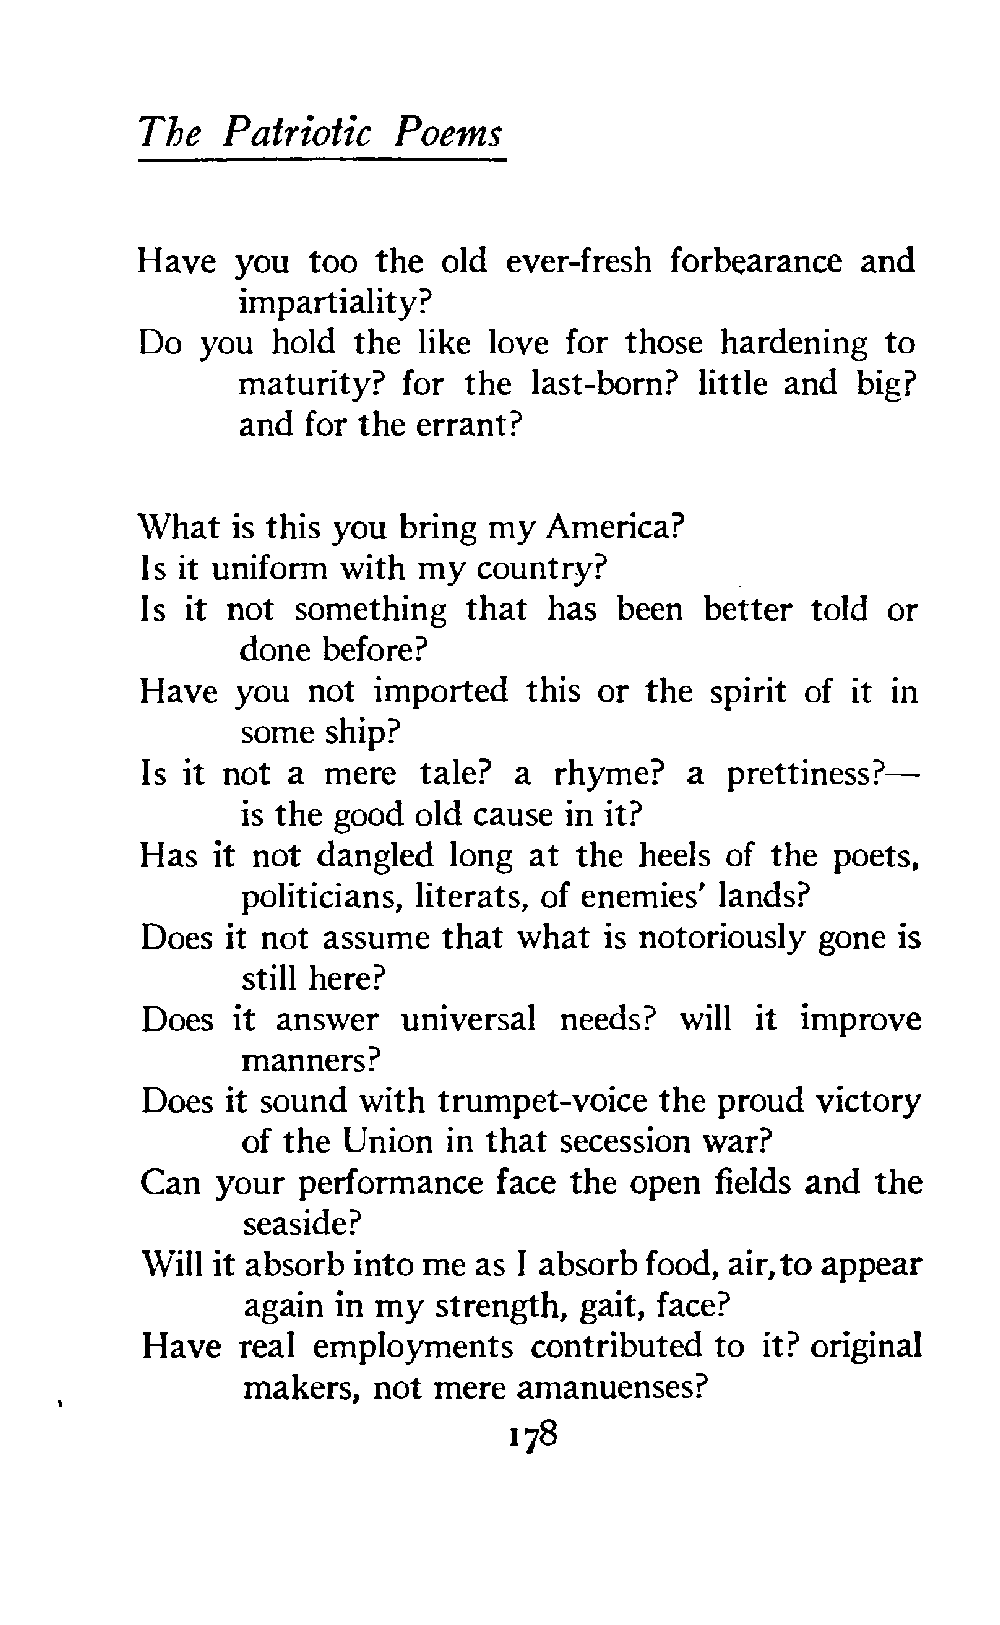 The Patriotic Poems
Have you too the old ever-fresh forbearance and
impartiality?
Do you hold the like love for those hardening to
maturity? for the last-born? little and big?
and for the errant?
What is this you bring my America?
Is it uniform with my country?
Is it not something that has been better told or
done before?
Have you not imported this or the spirit of it in
some ship?
Is it not a mere tale? a rhyme? a prettiness?—
is the good old cause in it?
Has it not dangled long at the heels of the poets,
politicians, literats, of enemies' lands?
Does it not assume that what is notoriously gone is
still here?
Does it answer universal needs? will it improve
manners?
Does it sound with trumpet-voice the proud victory
of the Union in that secession war?
Can your performance face the open fields and the
seaside?
Will it absorb into me as I absorb food, air, to appear
again in my strength, gait, face?
Have real employments contributed to it? original
makers, not mere amanuenses?
178